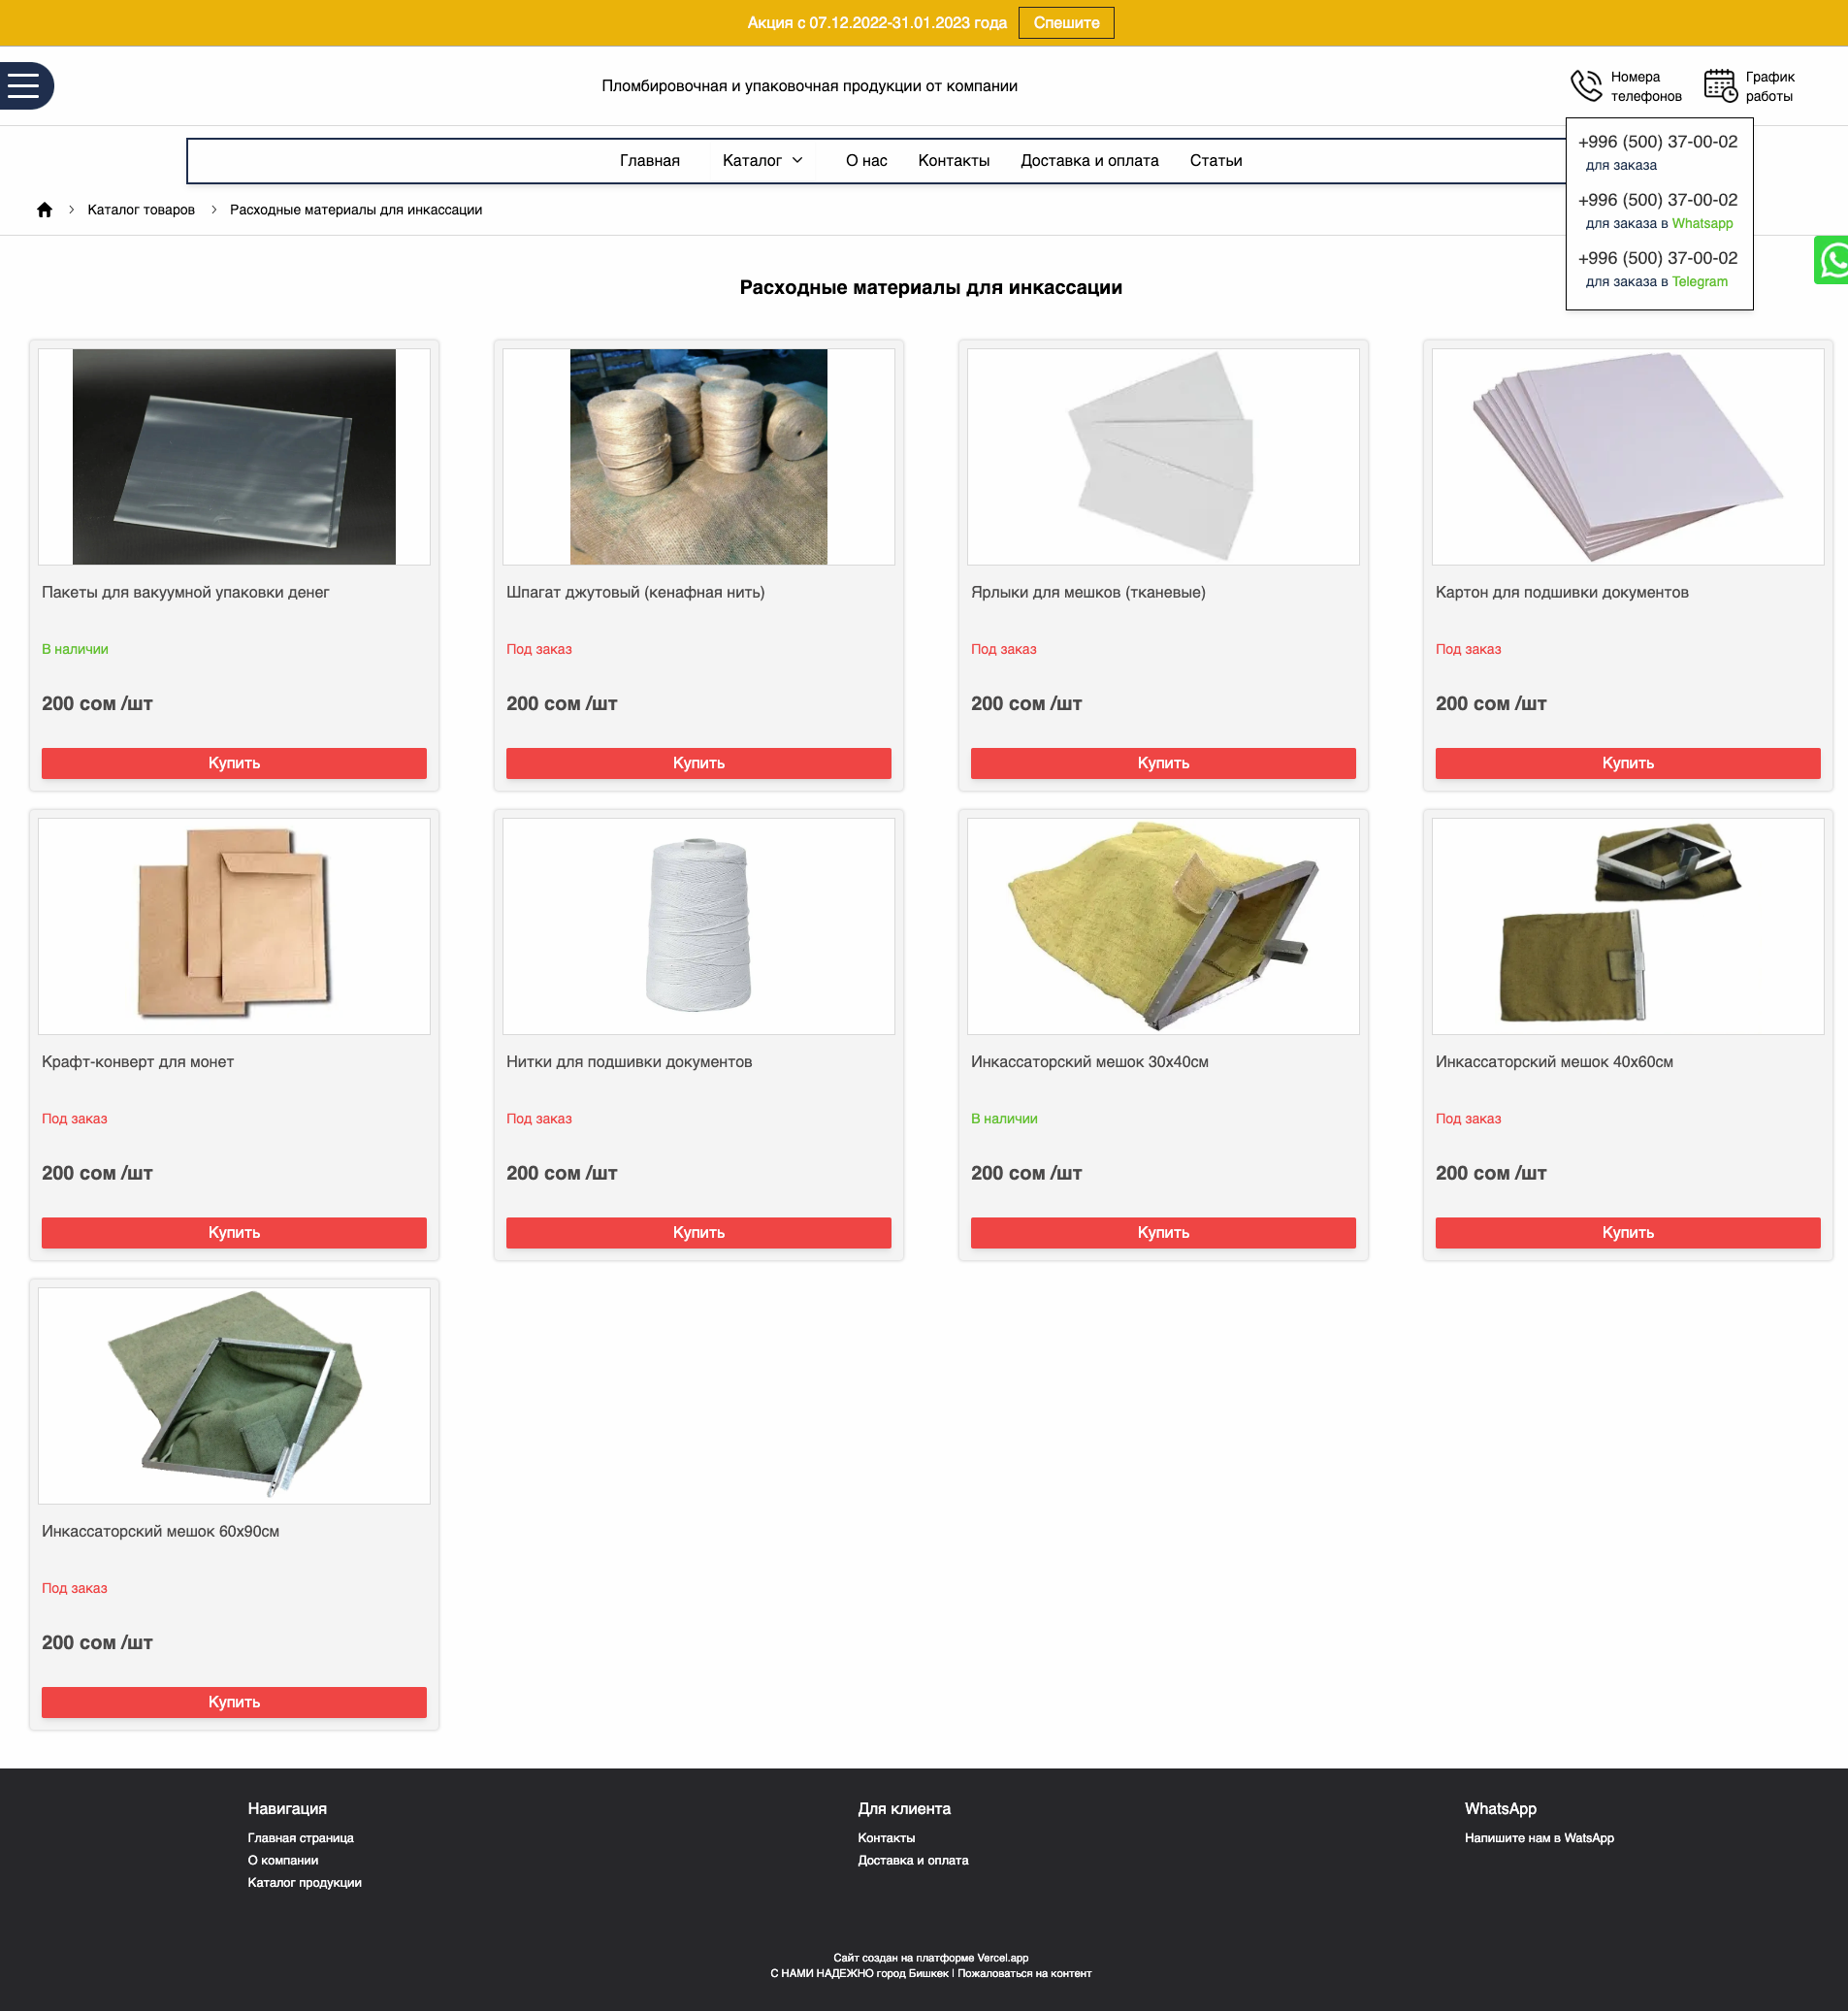 Акция с 07.12.2022-31.01.2023 года Спешите
Пломбировочная и упаковочная продукции от компании
Номера
телефонов
График
работы
+996 (500) 37-00-02
для заказа
+996 (500) 37-00-02
для заказа в Whatsapp
+996 (500) 37-00-02
для заказа в Telegram
Главная Каталог О нас Контакты Доставка и оплата Статьи
Каталог товаров Расходные материалы для инкассации
Расходные материалы для инкассации
Пакеты для вакуумной упаковки денег
В наличии
200 сом /шт
Купить
Шпагат джутовый (кенафная нить)
Под заказ
200 сом /шт
Купить
Ярлыки для мешков (тканевые)
Под заказ
200 сом /шт
Купить
Картон для подшивки документов
Под заказ
200 сом /шт
Купить
Крафт-конверт для монет
Под заказ
200 сом /шт
Купить
Нитки для подшивки документов
Под заказ
200 сом /шт
Купить
Инкассаторский мешок 30х40см
В наличии
200 сом /шт
Купить
Инкассаторский мешок 40х60см
Под заказ
200 сом /шт
Купить
Инкассаторский мешок 60х90см
Под заказ
200 сом /шт
Купить
Навигация
Главная страница
О компании
Каталог продукции
Для клиента
Контакты
Доставка и оплата
WhatsApp
Напишите нам в WatsApp
Сайт создан на платформе Vercel.app
С НАМИ НАДЕЖНО город Бишкек | Пожаловаться на контент